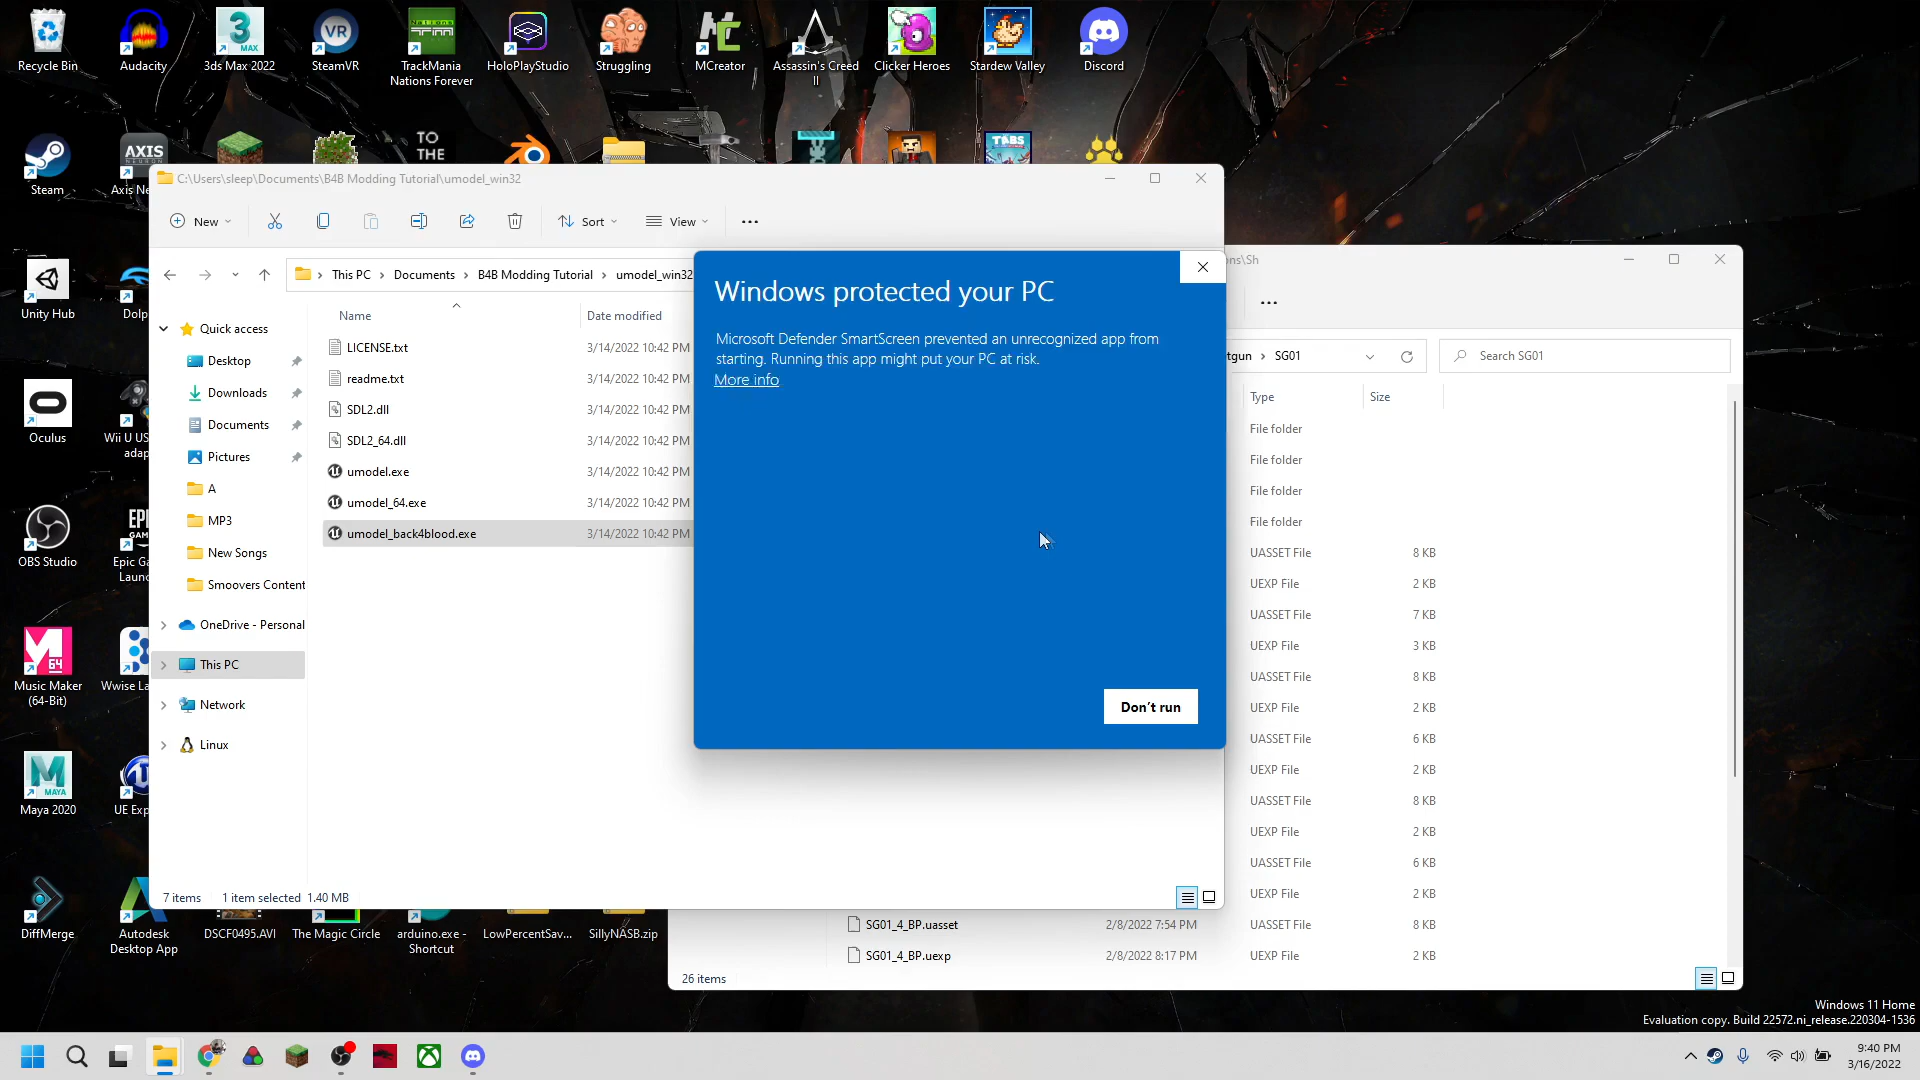 Recycle Bin
Audacity
3ds Max 2022
SteamVR
TrackMania
Nations Forever
HoloPlayStudio
Struggling
MCreator
Assassin's Creed
II
Clicker Heroes
Stardew Valley
Discord
TO
THE
TABS
AXIS
Steam
Axis Ne
C:\Users\sleep\Documents\B4B Modding Tutorial\umodel_win32
New
Sort
View
This PC
Documents
B4B Modding Tutorial
umodel_win32
Name
Date modified
Quick access
Desktop
Downloads
Documents
Pictures
A
MP3
New Songs
Smoovers Content
OneDrive - Personal
This PC
Network
Linux
LICENSE.txt 3/14/2022 10:42 PM
readme.txt 3/14/2022 10:42 PM
SDL2.dll 3/14/2022 10:42 PM
SDL2_64.dll 3/14/2022 10:42 PM
umodel.exe 3/14/2022 10:42 PM
umodel_64.exe 3/14/2022 10:42 PM
umodel_back4blood.exe 3/14/2022 10:42 PM
7 items 1 item selected 1.40 MB
Windows protected your PC
Microsoft Defender SmartScreen prevented an unrecognized app from
starting. Running this app might put your PC at risk.
More info
Don't run
ons\Sh
tgun
SG01
Search SG01
Type Size
File folder
File folder
File folder
File folder
UASSET File 8 KB
UEXP File 2 KB
UASSET File 7 KB
UEXP File 3 KB
UASSET File 8 KB
UEXP File 2 KB
UASSET File 6 KB
UEXP File 2 KB
UASSET File 8 KB
UEXP File 2 KB
UASSET File 6 KB
UEXP File 2 KB
SG01_4_BP.uasset 2/8/2022 7:54 PM UASSET File 8 KB
SG01_4_BP.uexp 2/8/2022 8:17 PM UEXP File 2 KB
26 items
Unity Hub
Dolp
Oculus
Wii U US
adap
OBS Studio
EPI
GAM
Epic Ga
Launc
64
Music Maker
(64-Bit)
Wwise La
Maya 2020
UE Exp
DiffMerge
Autodesk
Desktop App
DSCF0495.AVI
The Magic Circle
arduino.exe -
Shortcut
LowPercentSav...
SillyNASB.zip
Windows 11 Home
Evaluation copy. Build 22572.ni_release.220304-1536
9:40 PM
3/16/2022